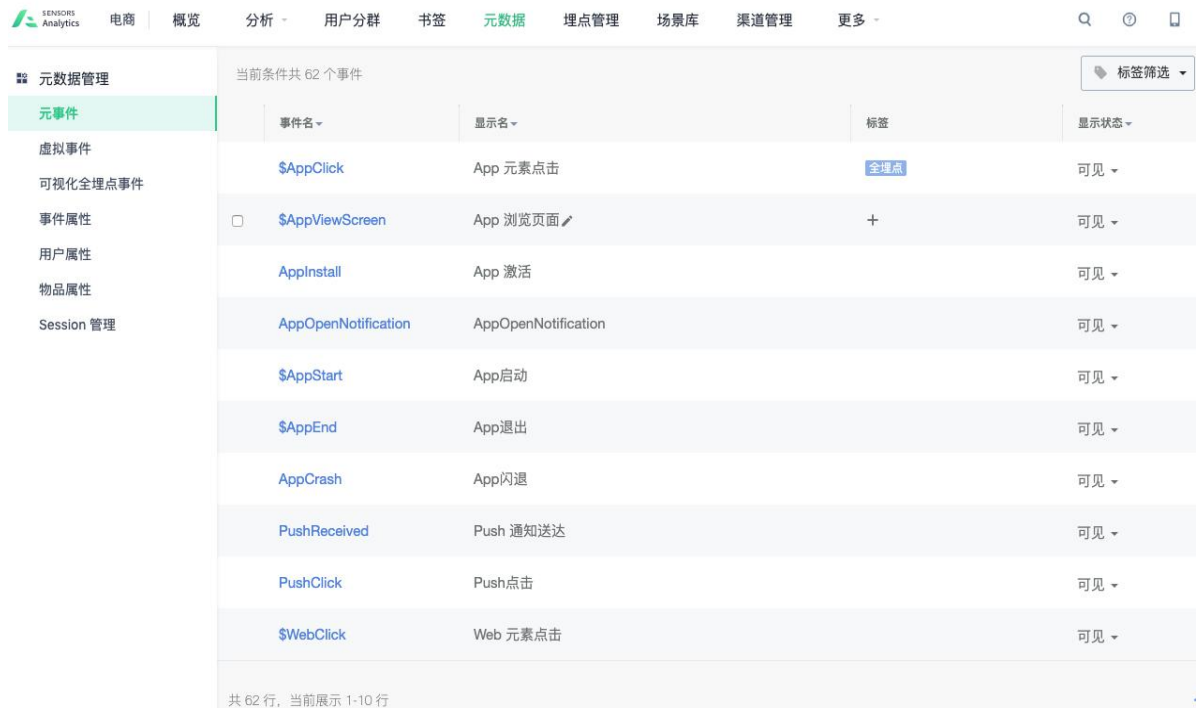 SENSORS Analytics 电商 概览 分析 用户分群 书签 元数据 埋点管理 场景库 渠道管理 更多
元数据管理
元事件
虚拟事件
可视化全埋点事件
事件属性
用户属性
物品属性
Session 管理
当前条件共 62 个事件 标签筛选
事件名 显示名 标签 显示状态
$AppClick App 元素点击 全埋点 可见
$AppViewScreen App 浏览页面 + 可见
AppInstall App 激活 可见
AppOpenNotification AppOpenNotification 可见
$AppStart App启动 可见
$AppEnd App退出 可见
AppCrash App闪退 可见
PushReceived Push 通知送达 可见
PushClick Push点击 可见
$WebClick Web 元素点击 可见
共 62 行，当前展示 1-10 行